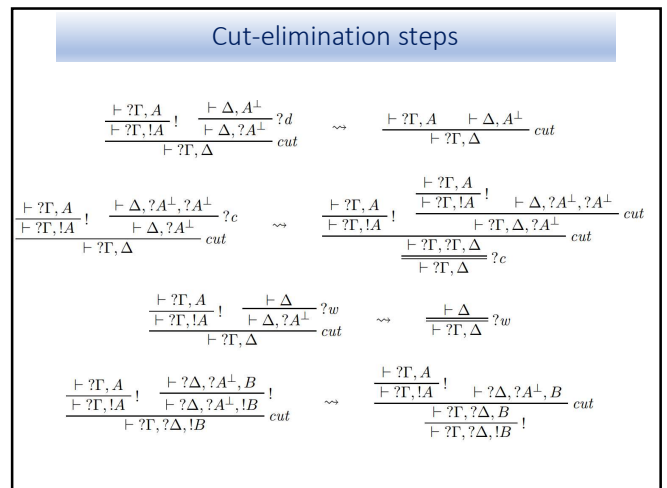 Cut-elimination steps
⊢ ?Γ, A
⊢ ?Γ, !A !
⊢ Δ, A⊥
⊢ Δ, ?A⊥ ?d
⊢ ?Γ, Δ cut
⇝
⊢ ?Γ, A ⊢ Δ, A⊥
⊢ ?Γ, Δ cut
⊢ ?Γ, A
⊢ ?Γ, !A !
⊢ Δ, ?A⊥, ?A⊥
⊢ Δ, ?A⊥ ?c
⊢ ?Γ, Δ cut
⇝
⊢ ?Γ, A
⊢ ?Γ, !A !
⊢ ?Γ, A
⊢ ?Γ, !A !
⊢ Δ, ?A⊥, ?A⊥
⊢ ?Γ, Δ, ?A⊥ cut
⊢ ?Γ, ?Γ, Δ cut
⊢ ?Γ, Δ ?c
⊢ ?Γ, A
⊢ ?Γ, !A !
⊢ Δ
⊢ Δ, ?A⊥ ?w
⊢ ?Γ, Δ cut
⇝
⊢ Δ
⊢ ?Γ, Δ ?w
⊢ ?Γ, A
⊢ ?Γ, !A !
⊢ ?Δ, ?A⊥, B
⊢ ?Δ, ?A⊥, !B !
⊢ ?Γ, ?Δ, !B cut
⇝
⊢ ?Γ, A
⊢ ?Γ, !A !
⊢ ?Δ, ?A⊥, B
⊢ ?Γ, ?Δ, B cut
⊢ ?Γ, ?Δ, !B !